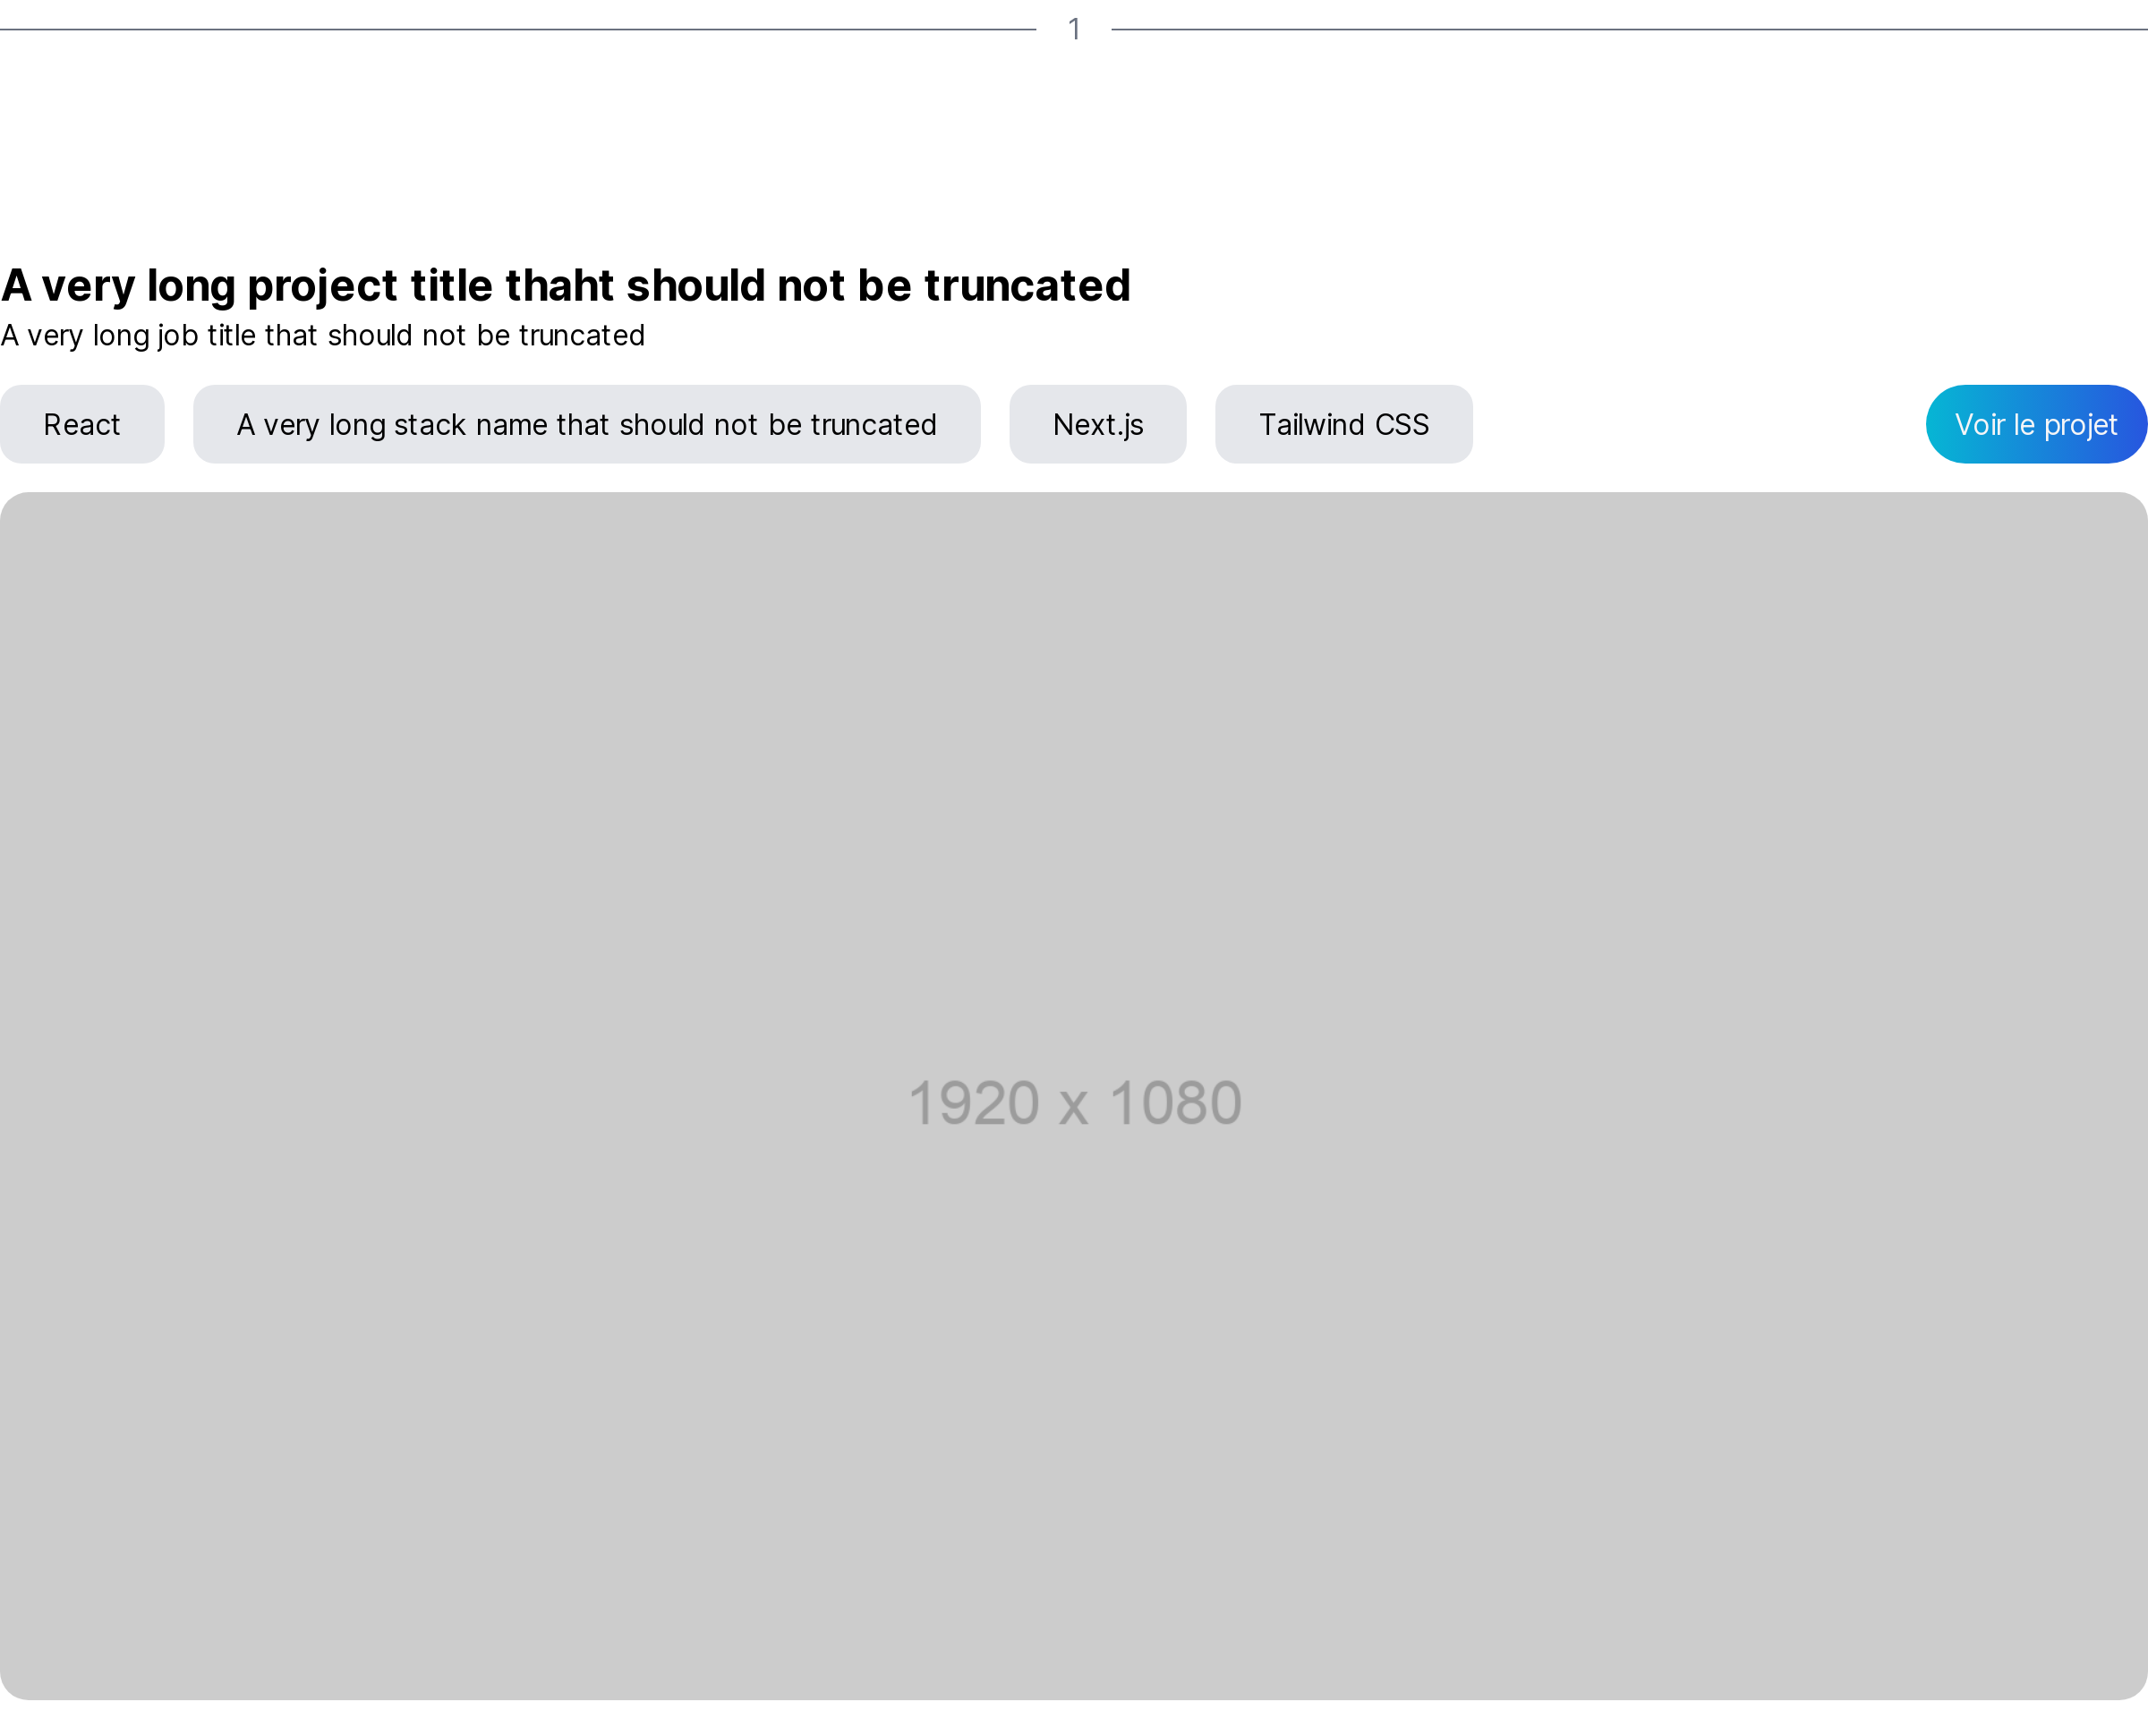 1
A very long project title thaht should not be truncated
A very long job title that should not be truncated
React
A very long stack name that should not be truncated
Next.js
Tailwind CSS
Voir le projet
1920 x 1080